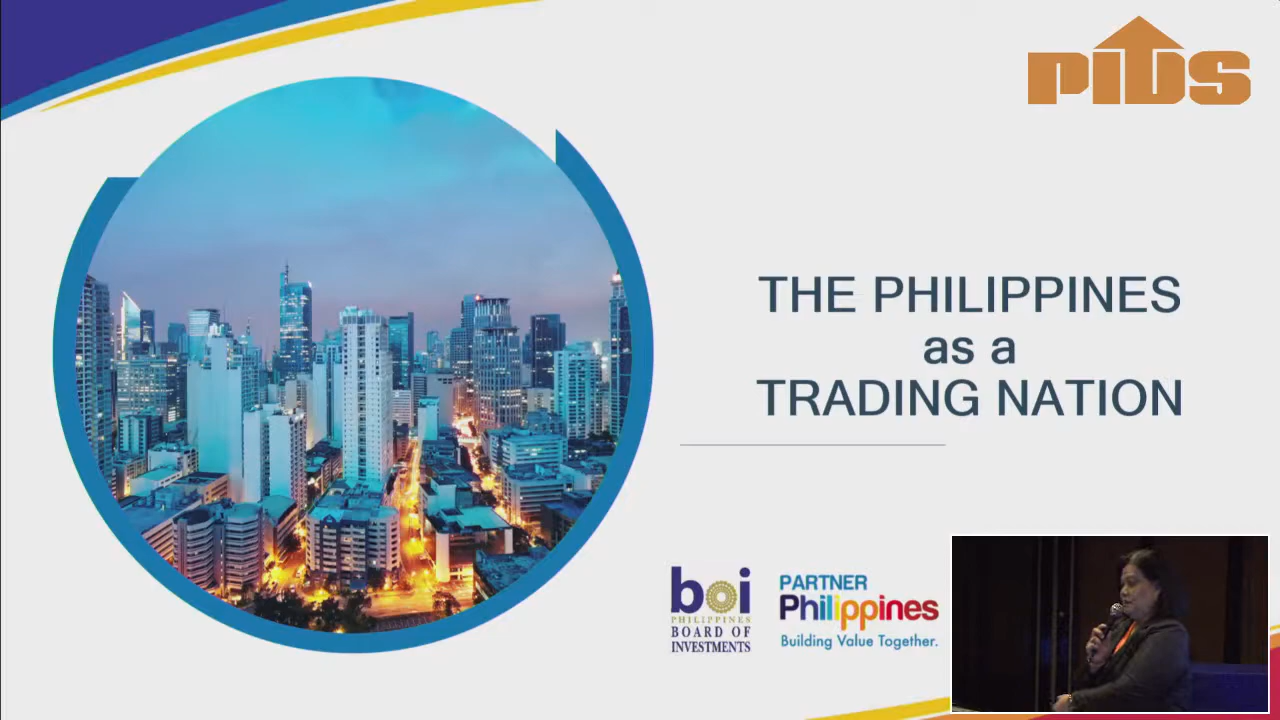 PIDS
THE PHILIPPINES
as a
TRADING NATION
boi
PHILIPPINES
BOARD OF
INVESTMENTS
PARTNER
Philippines
Building Value Together.